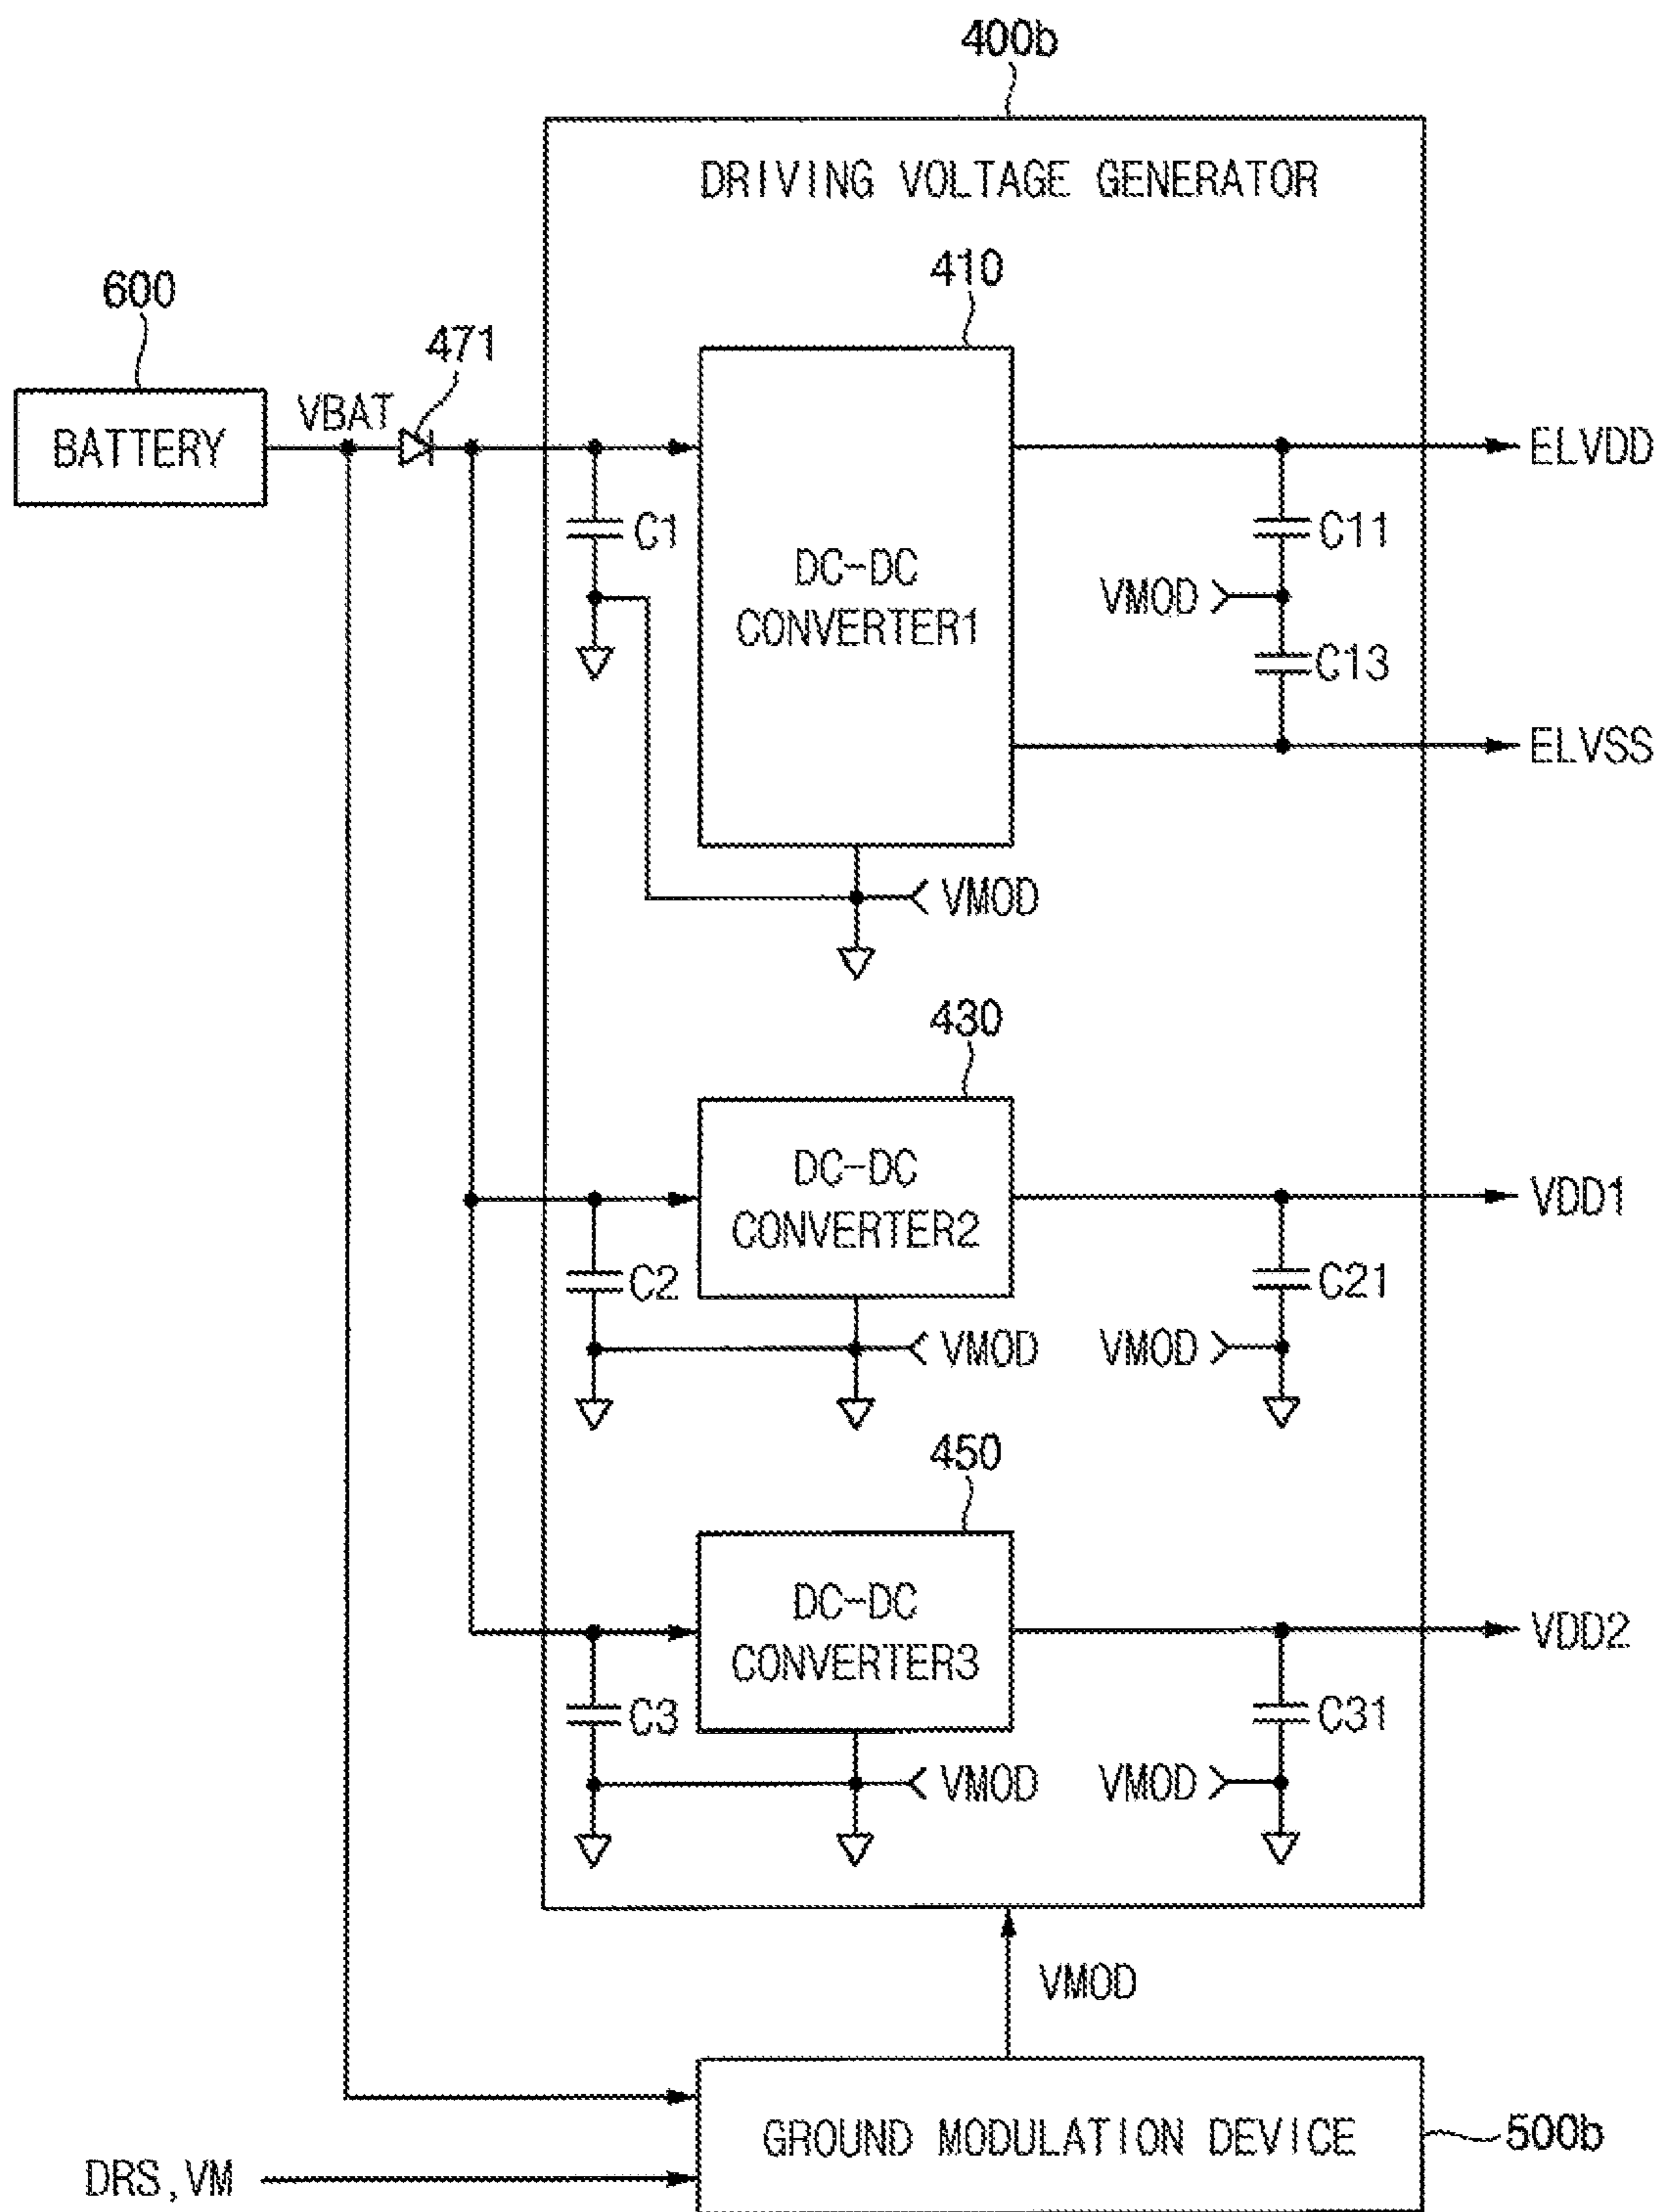 400b
DRIVING VOLTAGE GENERATOR
410
600
471
VBAT
BATTERY
ELVDD
C1
C11
DC-DC
CONVERTER1
VMOD
C13
ELVSS
VMOD
430
DC-DC
CONVERTER2
VDD1
C2
C21
VMOD
VMOD
450
DC-DC
CONVERTER3
VDD2
C3
C31
VMOD
VMOD
VMOD
GROUND MODULATION DEVICE
500b
DRS,VM